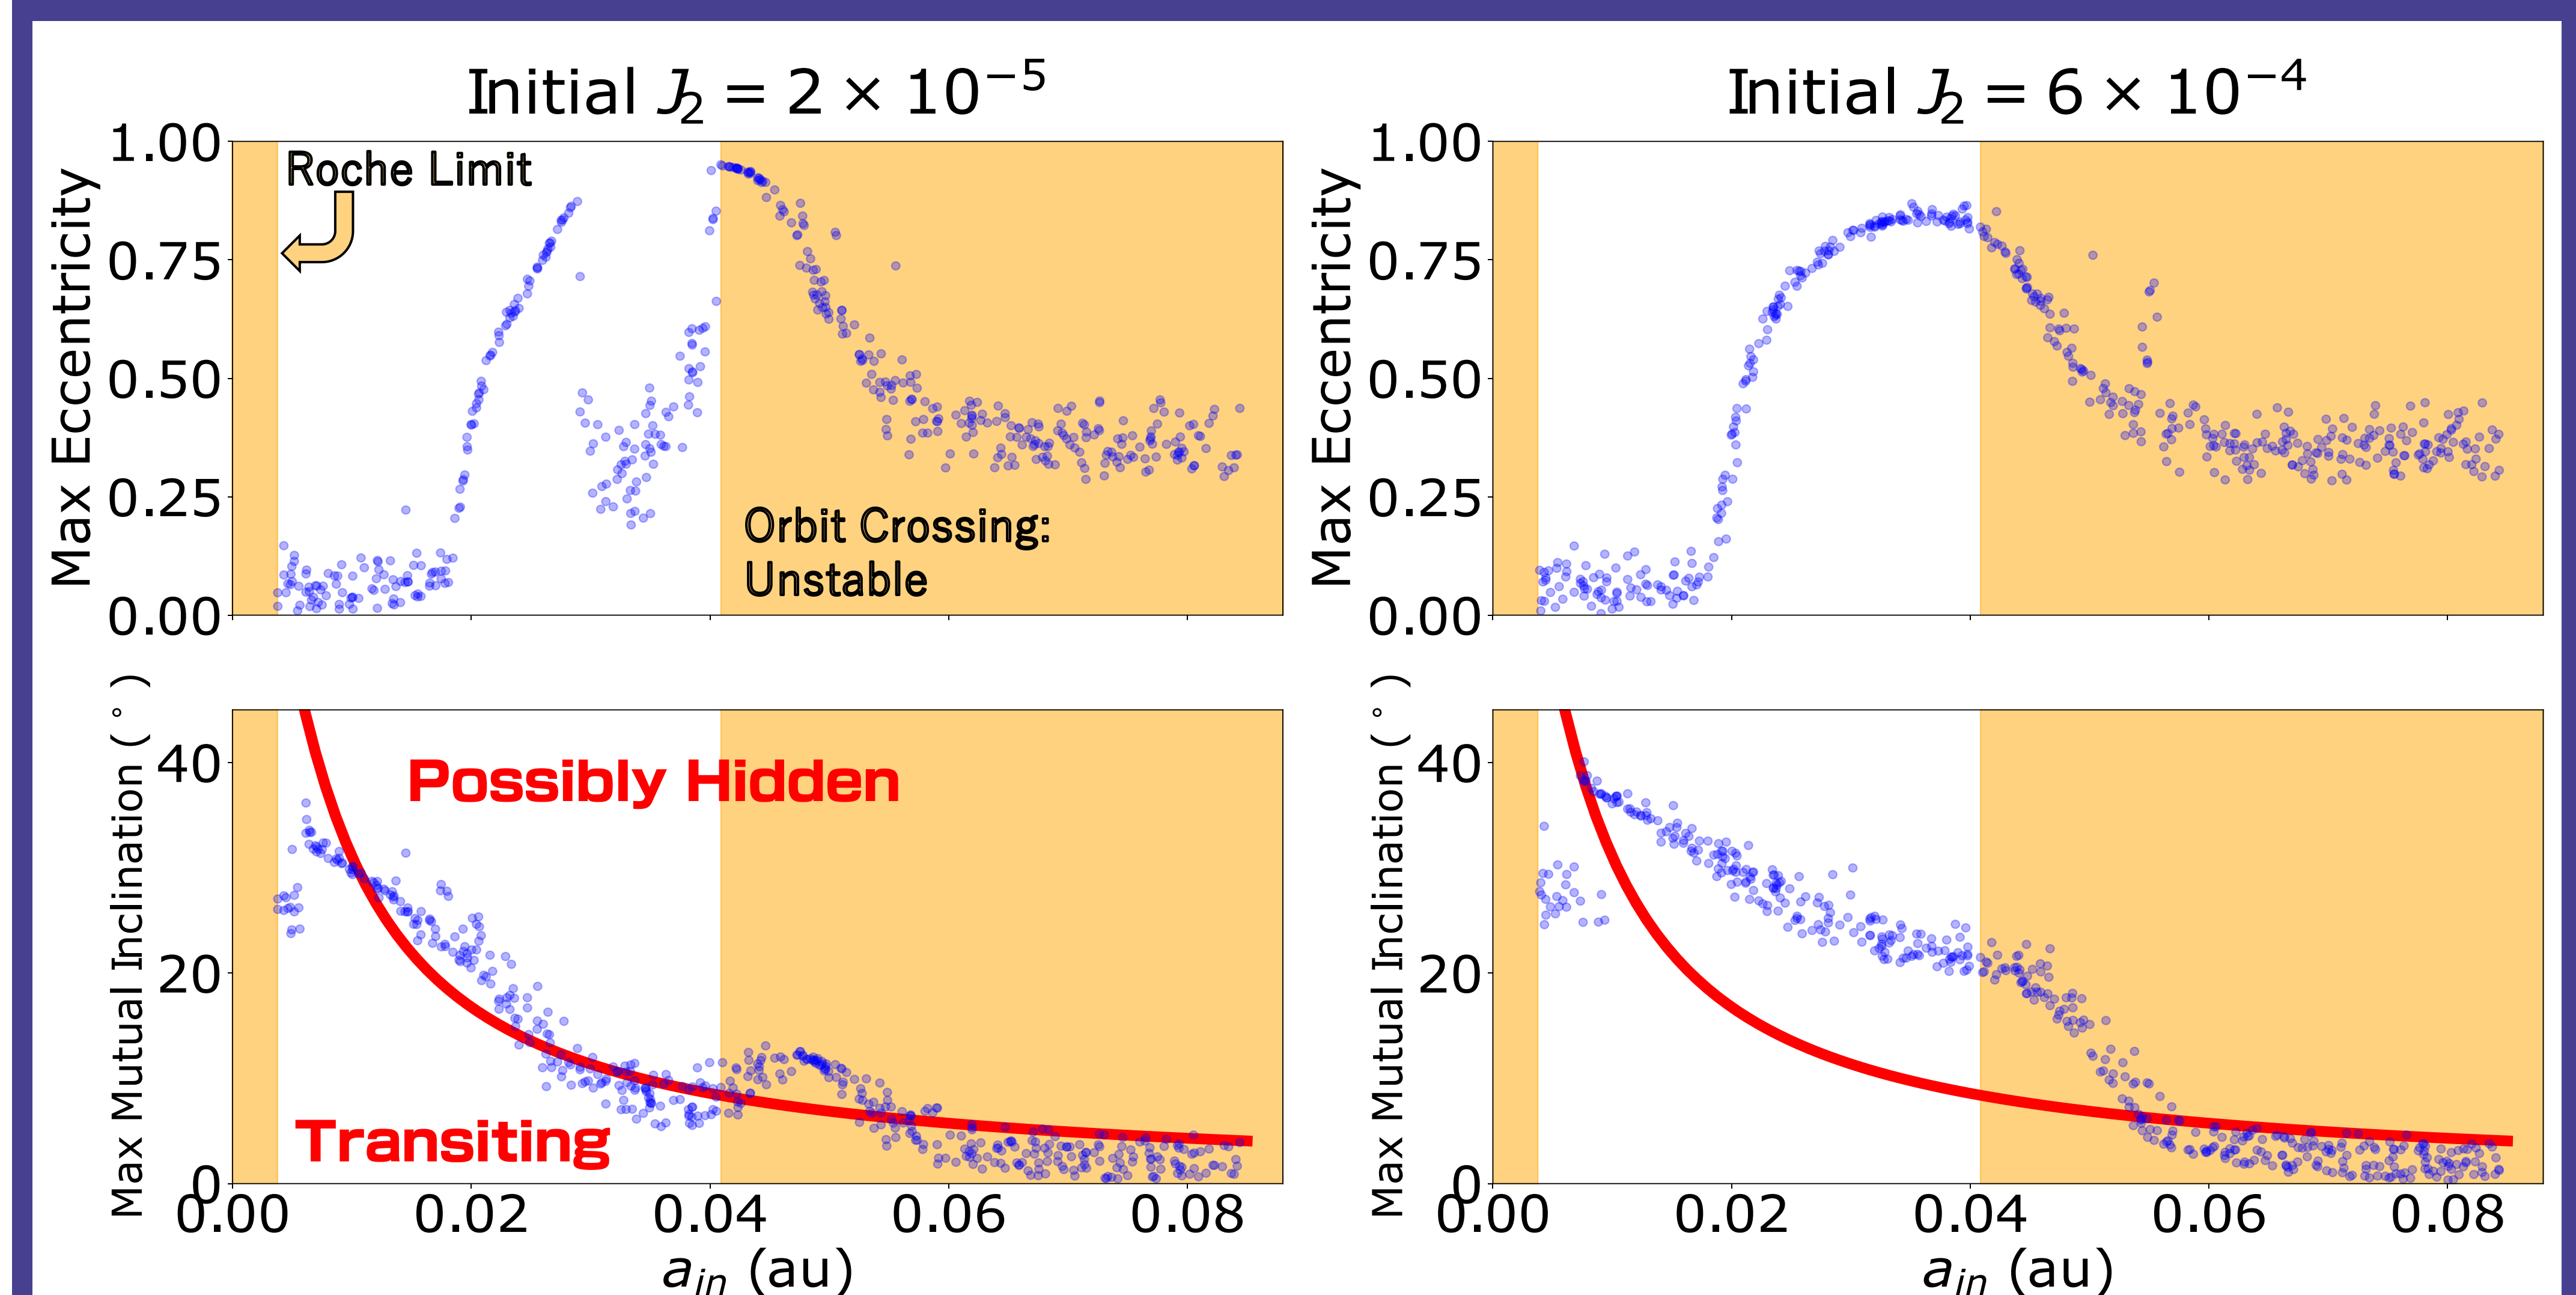 Initial J₂ = 2 × 10⁻⁵
1.00
0.75
0.50
0.25
0.00
Max Eccentricity
Roche Limit
Orbit Crossing:
Unstable
Initial J₂ = 6 × 10⁻⁴
1.00
0.75
0.50
0.25
0.00
Max Eccentricity
40
20
0
Max Mutual Inclination (°)
Possibly Hidden
Transiting
0.00 0.02 0.04 0.06 0.08
a_in (au)
40
20
0
Max Mutual Inclination (°)
0.00 0.02 0.04 0.06 0.08
a_in (au)